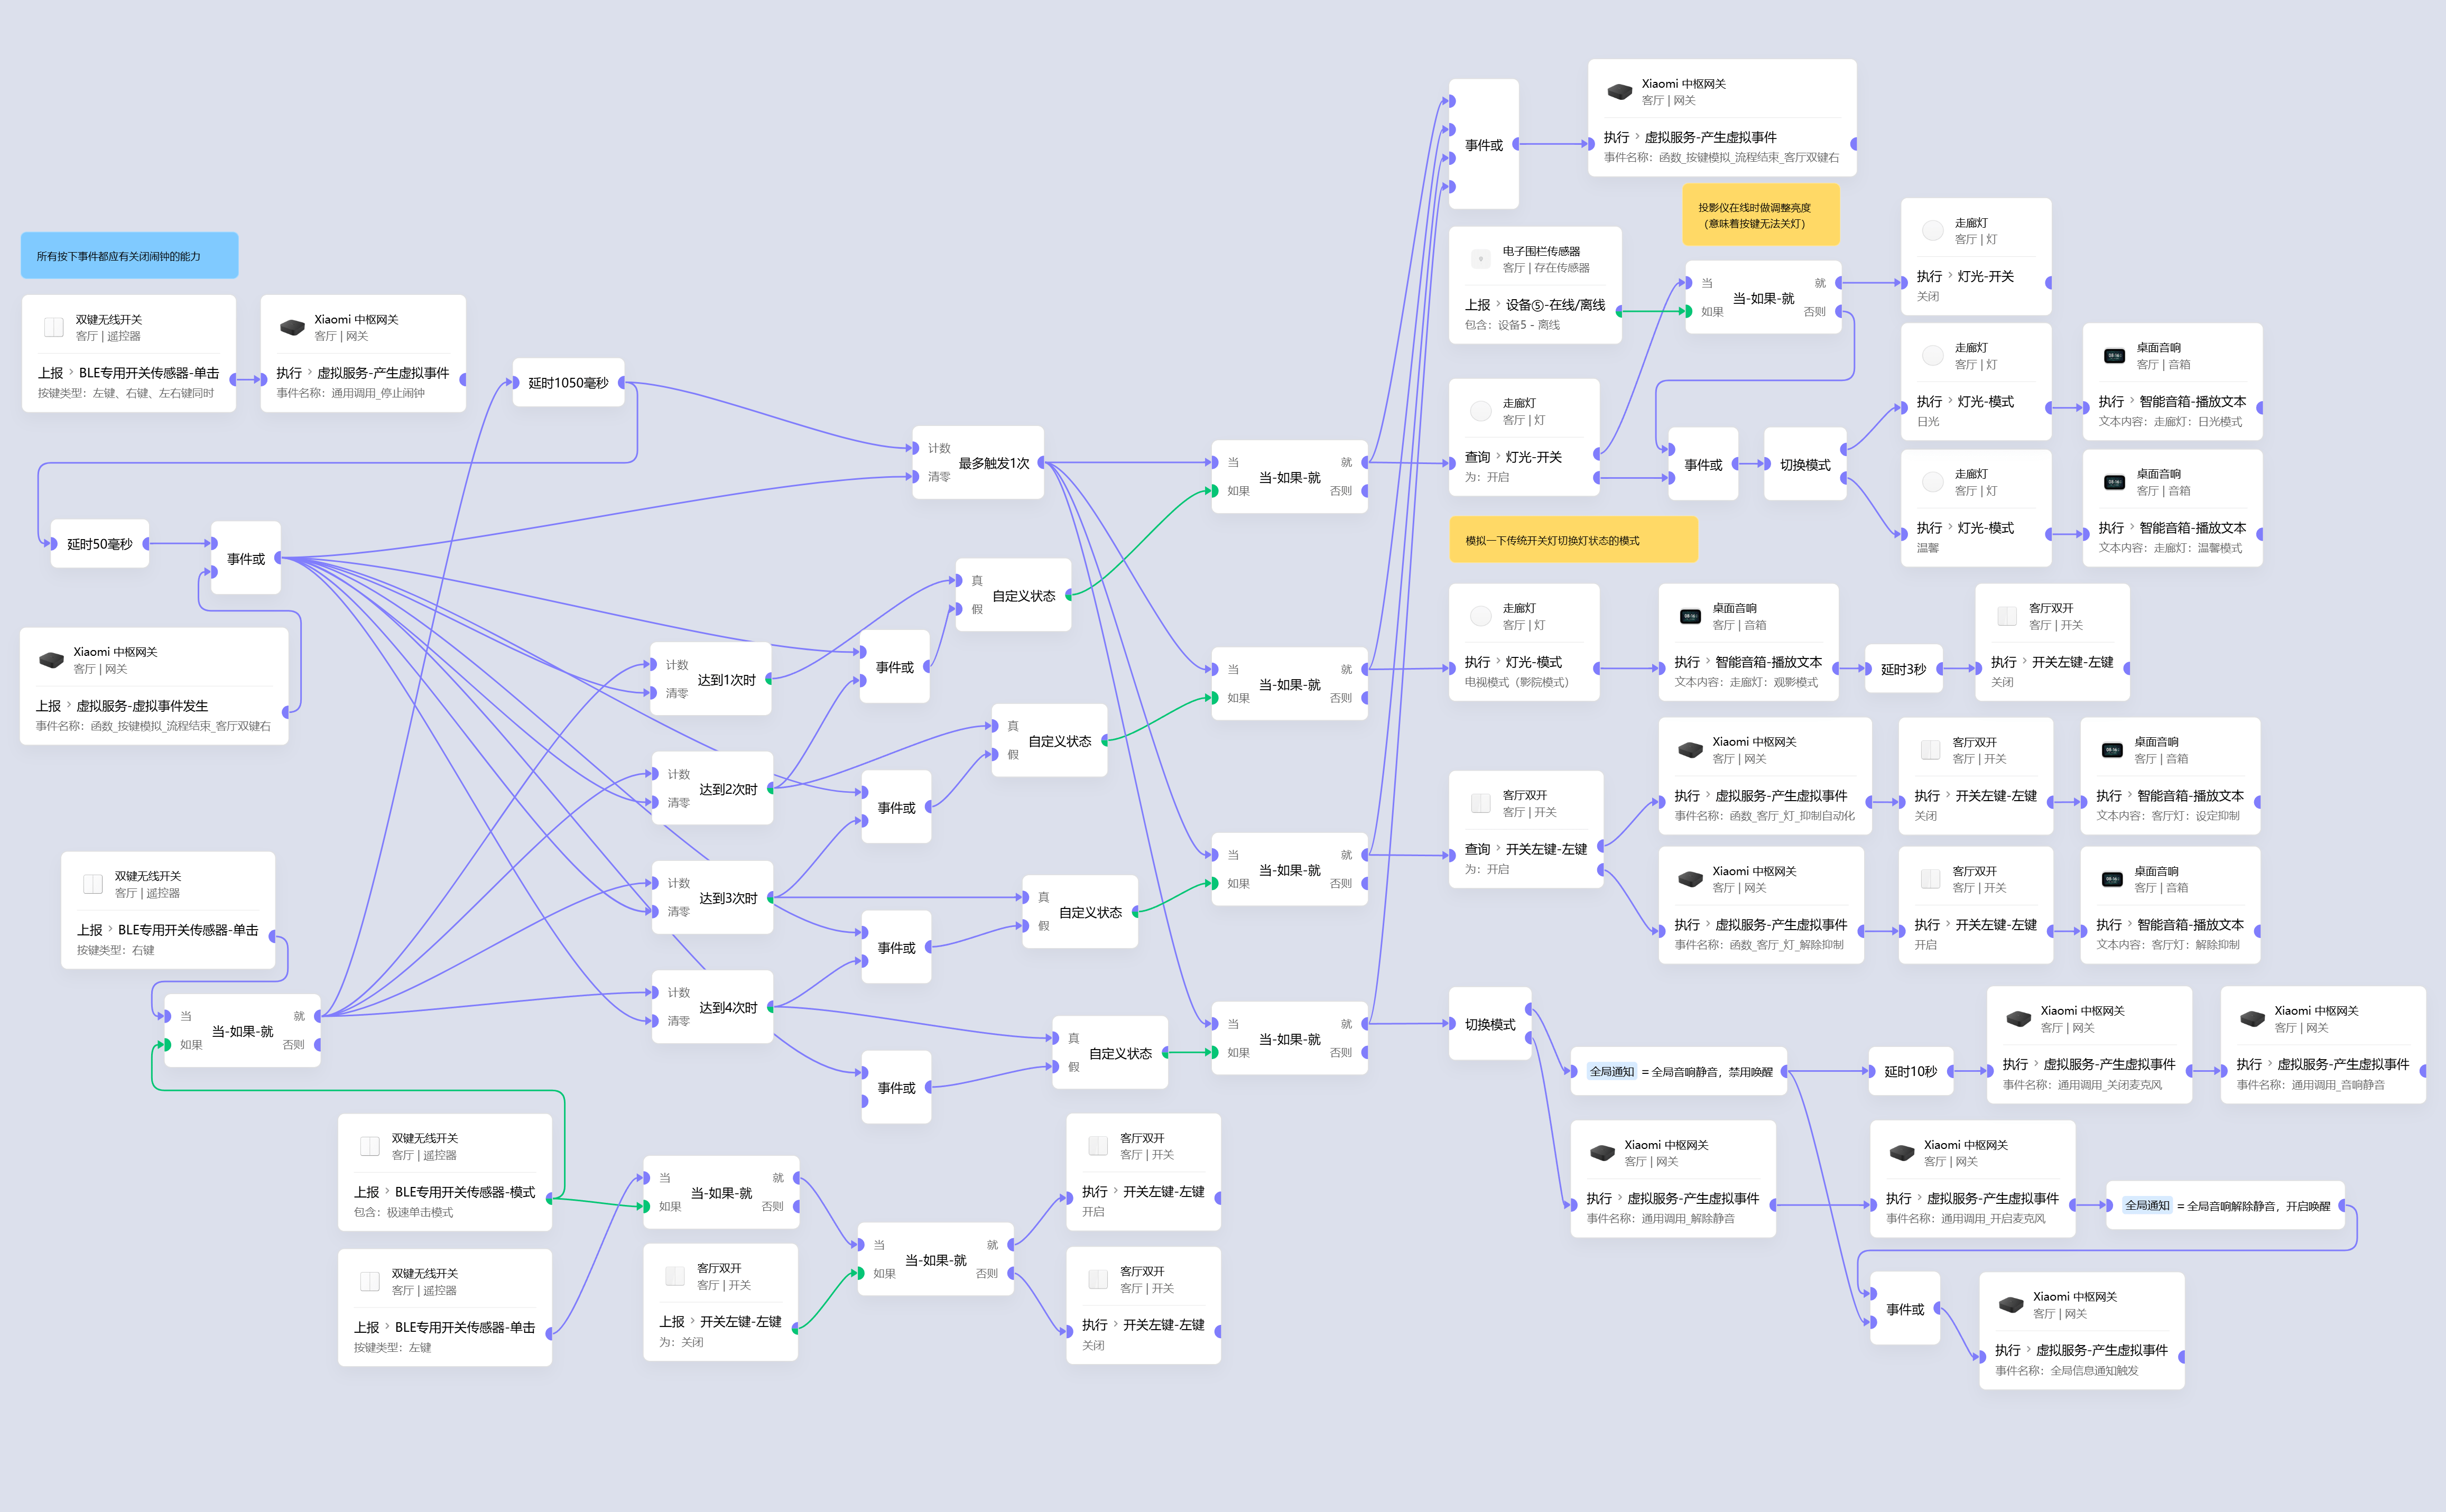 所有按下事件都应有关闭闹钟的能力
双键无线开关
客厅 | 遥控器
上报 › BLE专用开关传感器-单击
按键类型：左键、右键、左右键同时
Xiaomi 中枢网关
客厅 | 网关
执行 › 虚拟服务-产生虚拟事件
事件名称：通用调用_停止闹钟
延时1050毫秒
延时50毫秒
事件或
Xiaomi 中枢网关
客厅 | 网关
上报 › 虚拟服务-虚拟事件发生
事件名称：函数_按键模拟_流程结束_客厅双键右
双键无线开关
客厅 | 遥控器
上报 › BLE专用开关传感器-单击
按键类型：右键
当
如果
当-如果-就
就
否则
双键无线开关
客厅 | 遥控器
上报 › BLE专用开关传感器-模式
包含：极速单击模式
双键无线开关
客厅 | 遥控器
上报 › BLE专用开关传感器-单击
按键类型：左键
计数
清零
达到1次时
计数
清零
达到2次时
计数
清零
达到3次时
计数
清零
达到4次时
事件或
事件或
事件或
事件或
计数
清零
最多触发1次
真
假
自定义状态
真
假
自定义状态
真
假
自定义状态
真
假
自定义状态
当
如果
当-如果-就
就
否则
客厅双开
客厅 | 开关
上报 › 开关左键-左键
为：关闭
当
如果
当-如果-就
就
否则
客厅双开
客厅 | 开关
执行 › 开关左键-左键
开启
客厅双开
客厅 | 开关
执行 › 开关左键-左键
关闭
当
如果
当-如果-就
就
否则
当
如果
当-如果-就
就
否则
当
如果
当-如果-就
就
否则
当
如果
当-如果-就
就
否则
事件或
Xiaomi 中枢网关
客厅 | 网关
执行 › 虚拟服务-产生虚拟事件
事件名称：函数_按键模拟_流程结束_客厅双键右
投影仪在线时做调整亮度
（意味着按键无法关灯）
电子围栏传感器
客厅 | 存在传感器
上报 › 设备⑤-在线/离线
包含：设备5 - 离线
当
如果
当-如果-就
就
否则
走廊灯
客厅 | 灯
执行 › 灯光-开关
关闭
走廊灯
客厅 | 灯
查询 › 灯光-开关
为：开启
事件或
切换模式
走廊灯
客厅 | 灯
执行 › 灯光-模式
日光
桌面音响
客厅 | 音箱
执行 › 智能音箱-播放文本
文本内容：走廊灯：日光模式
走廊灯
客厅 | 灯
执行 › 灯光-模式
温馨
桌面音响
客厅 | 音箱
执行 › 智能音箱-播放文本
文本内容：走廊灯：温馨模式
模拟一下传统开关灯切换灯状态的模式
走廊灯
客厅 | 灯
执行 › 灯光-模式
电视模式（影院模式）
桌面音响
客厅 | 音箱
执行 › 智能音箱-播放文本
文本内容：走廊灯：观影模式
延时3秒
客厅双开
客厅 | 开关
执行 › 开关左键-左键
关闭
客厅双开
客厅 | 开关
查询 › 开关左键-左键
为：开启
Xiaomi 中枢网关
客厅 | 网关
执行 › 虚拟服务-产生虚拟事件
事件名称：函数_客厅_灯_抑制自动化
客厅双开
客厅 | 开关
执行 › 开关左键-左键
关闭
桌面音响
客厅 | 音箱
执行 › 智能音箱-播放文本
文本内容：客厅灯：设定抑制
Xiaomi 中枢网关
客厅 | 网关
执行 › 虚拟服务-产生虚拟事件
事件名称：函数_客厅_灯_解除抑制
客厅双开
客厅 | 开关
执行 › 开关左键-左键
开启
桌面音响
客厅 | 音箱
执行 › 智能音箱-播放文本
文本内容：客厅灯：解除抑制
切换模式
全局通知 = 全局音响静音，禁用唤醒
延时10秒
Xiaomi 中枢网关
客厅 | 网关
执行 › 虚拟服务-产生虚拟事件
事件名称：通用调用_关闭麦克风
Xiaomi 中枢网关
客厅 | 网关
执行 › 虚拟服务-产生虚拟事件
事件名称：通用调用_音响静音
Xiaomi 中枢网关
客厅 | 网关
执行 › 虚拟服务-产生虚拟事件
事件名称：通用调用_解除静音
Xiaomi 中枢网关
客厅 | 网关
执行 › 虚拟服务-产生虚拟事件
事件名称：通用调用_开启麦克风
全局通知 = 全局音响解除静音，开启唤醒
事件或
Xiaomi 中枢网关
客厅 | 网关
执行 › 虚拟服务-产生虚拟事件
事件名称：全局信息通知触发